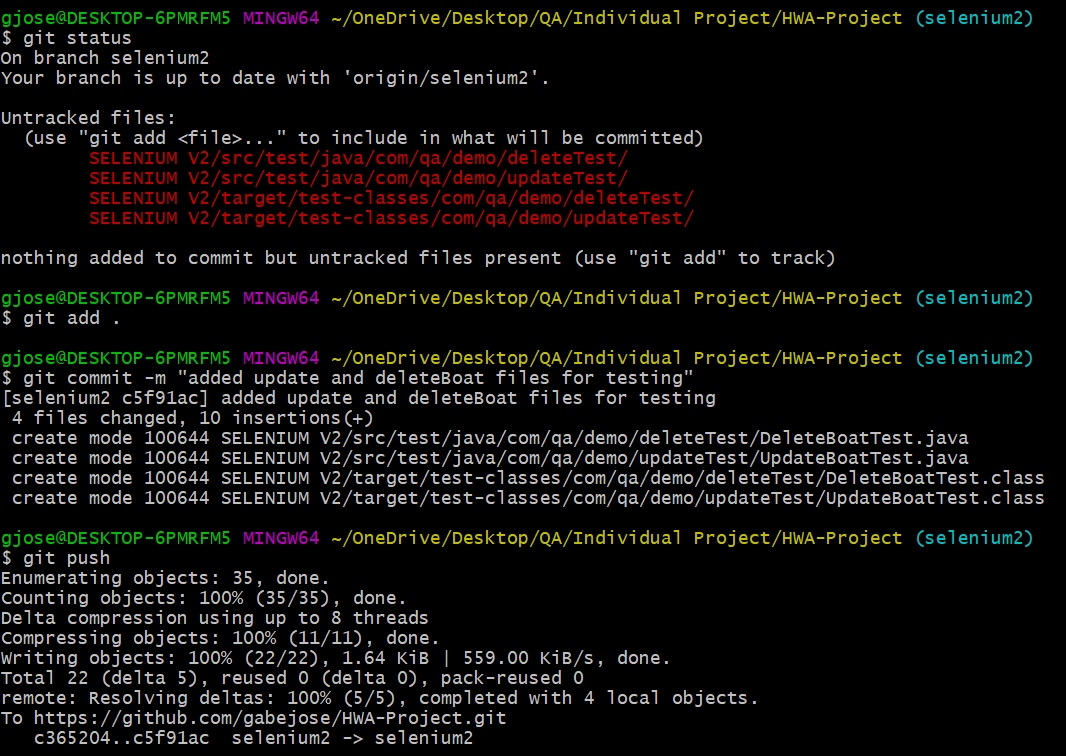 gjose@DESKTOP-6PMRFM5 MINGW64 ~/OneDrive/Desktop/QA/Individual Project/HWA-Project (selenium2)
$ git status
On branch selenium2
Your branch is up to date with 'origin/selenium2'.
Untracked files:
  (use "git add <file>..." to include in what will be committed)
        SELENIUM V2/src/test/java/com/qa/demo/deleteTest/
        SELENIUM V2/src/test/java/com/qa/demo/updateTest/
        SELENIUM V2/target/test-classes/com/qa/demo/deleteTest/
        SELENIUM V2/target/test-classes/com/qa/demo/updateTest/
nothing added to commit but untracked files present (use "git add" to track)
gjose@DESKTOP-6PMRFM5 MINGW64 ~/OneDrive/Desktop/QA/Individual Project/HWA-Project (selenium2)
$ git add .
gjose@DESKTOP-6PMRFM5 MINGW64 ~/OneDrive/Desktop/QA/Individual Project/HWA-Project (selenium2)
$ git commit -m "added update and deleteBoat files for testing"
[selenium2 c5f91ac] added update and deleteBoat files for testing
 4 files changed, 10 insertions(+)
 create mode 100644 SELENIUM V2/src/test/java/com/qa/demo/deleteTest/DeleteBoatTest.java
 create mode 100644 SELENIUM V2/src/test/java/com/qa/demo/updateTest/UpdateBoatTest.java
 create mode 100644 SELENIUM V2/target/test-classes/com/qa/demo/deleteTest/DeleteBoatTest.class
 create mode 100644 SELENIUM V2/target/test-classes/com/qa/demo/updateTest/UpdateBoatTest.class
gjose@DESKTOP-6PMRFM5 MINGW64 ~/OneDrive/Desktop/QA/Individual Project/HWA-Project (selenium2)
$ git push
Enumerating objects: 35, done.
Counting objects: 100% (35/35), done.
Delta compression using up to 8 threads
Compressing objects: 100% (11/11), done.
Writing objects: 100% (22/22), 1.64 KiB | 559.00 KiB/s, done.
Total 22 (delta 5), reused 0 (delta 0), pack-reused 0
remote: Resolving deltas: 100% (5/5), completed with 4 local objects.
To https://github.com/gabejose/HWA-Project.git
   c365204..c5f91ac  selenium2 -> selenium2